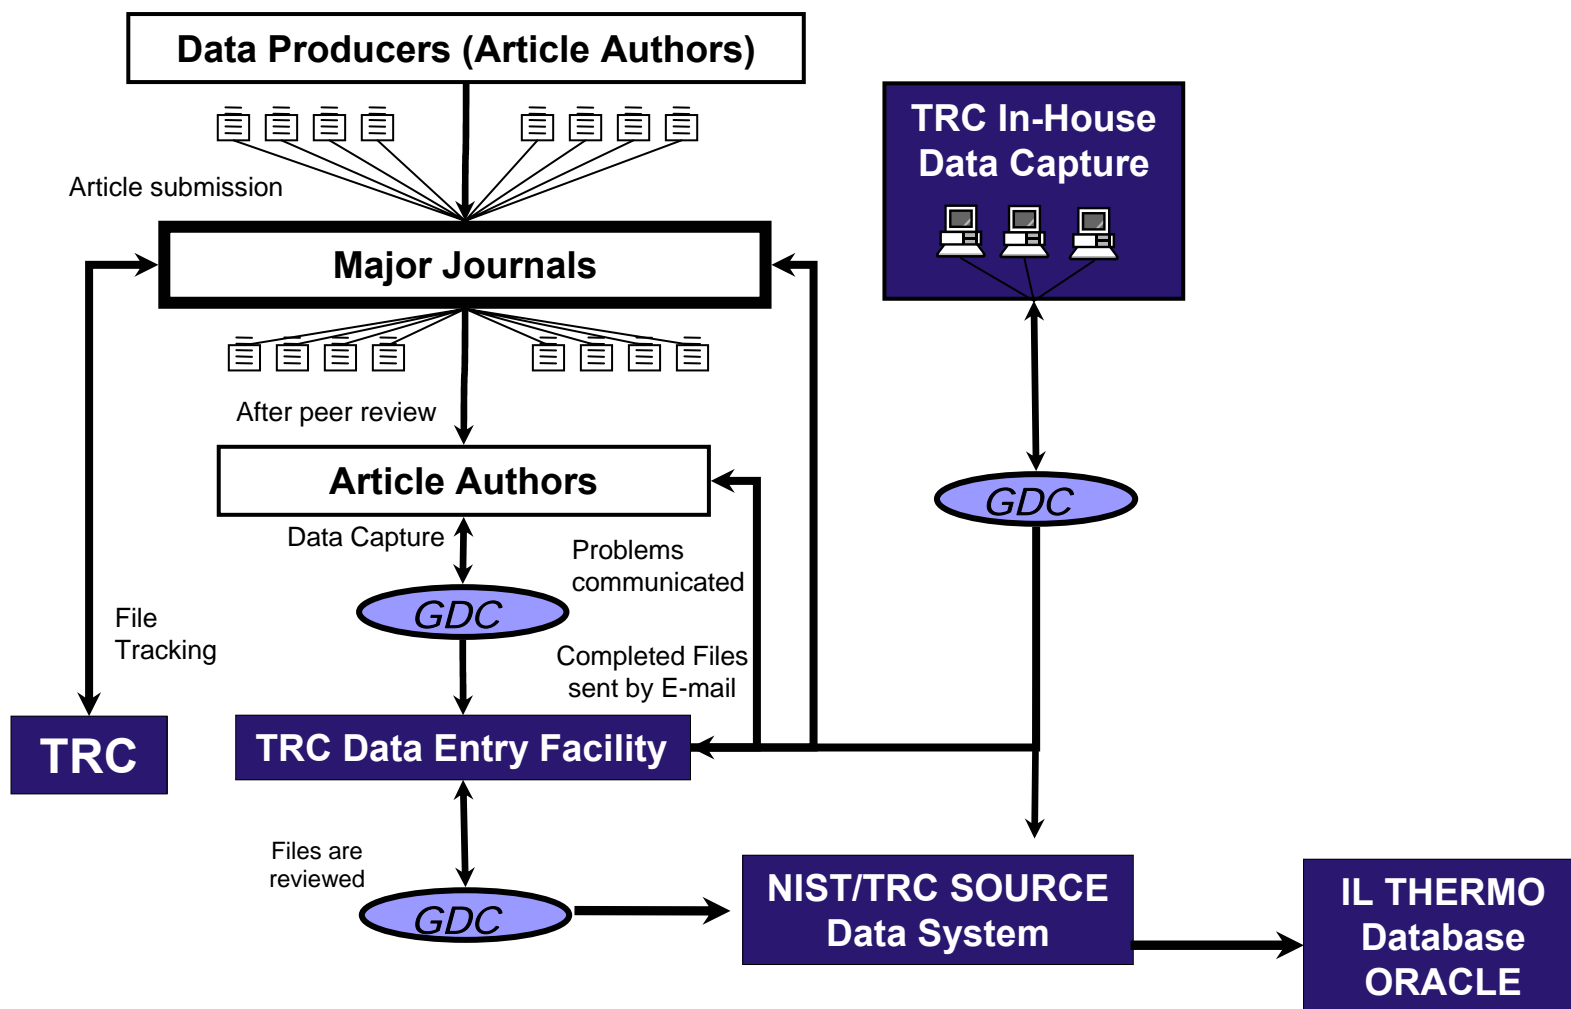 Data Producers (Article Authors)
TRC In-House
Data Capture
Article submission
Major Journals
After peer review
Article Authors
Data Capture
GDC
GDC
Problems
communicated
File
Tracking
Completed Files
sent by E-mail
TRC
TRC Data Entry Facility
Files are
reviewed
GDC
NIST/TRC SOURCE
Data System
IL THERMO
Database
ORACLE